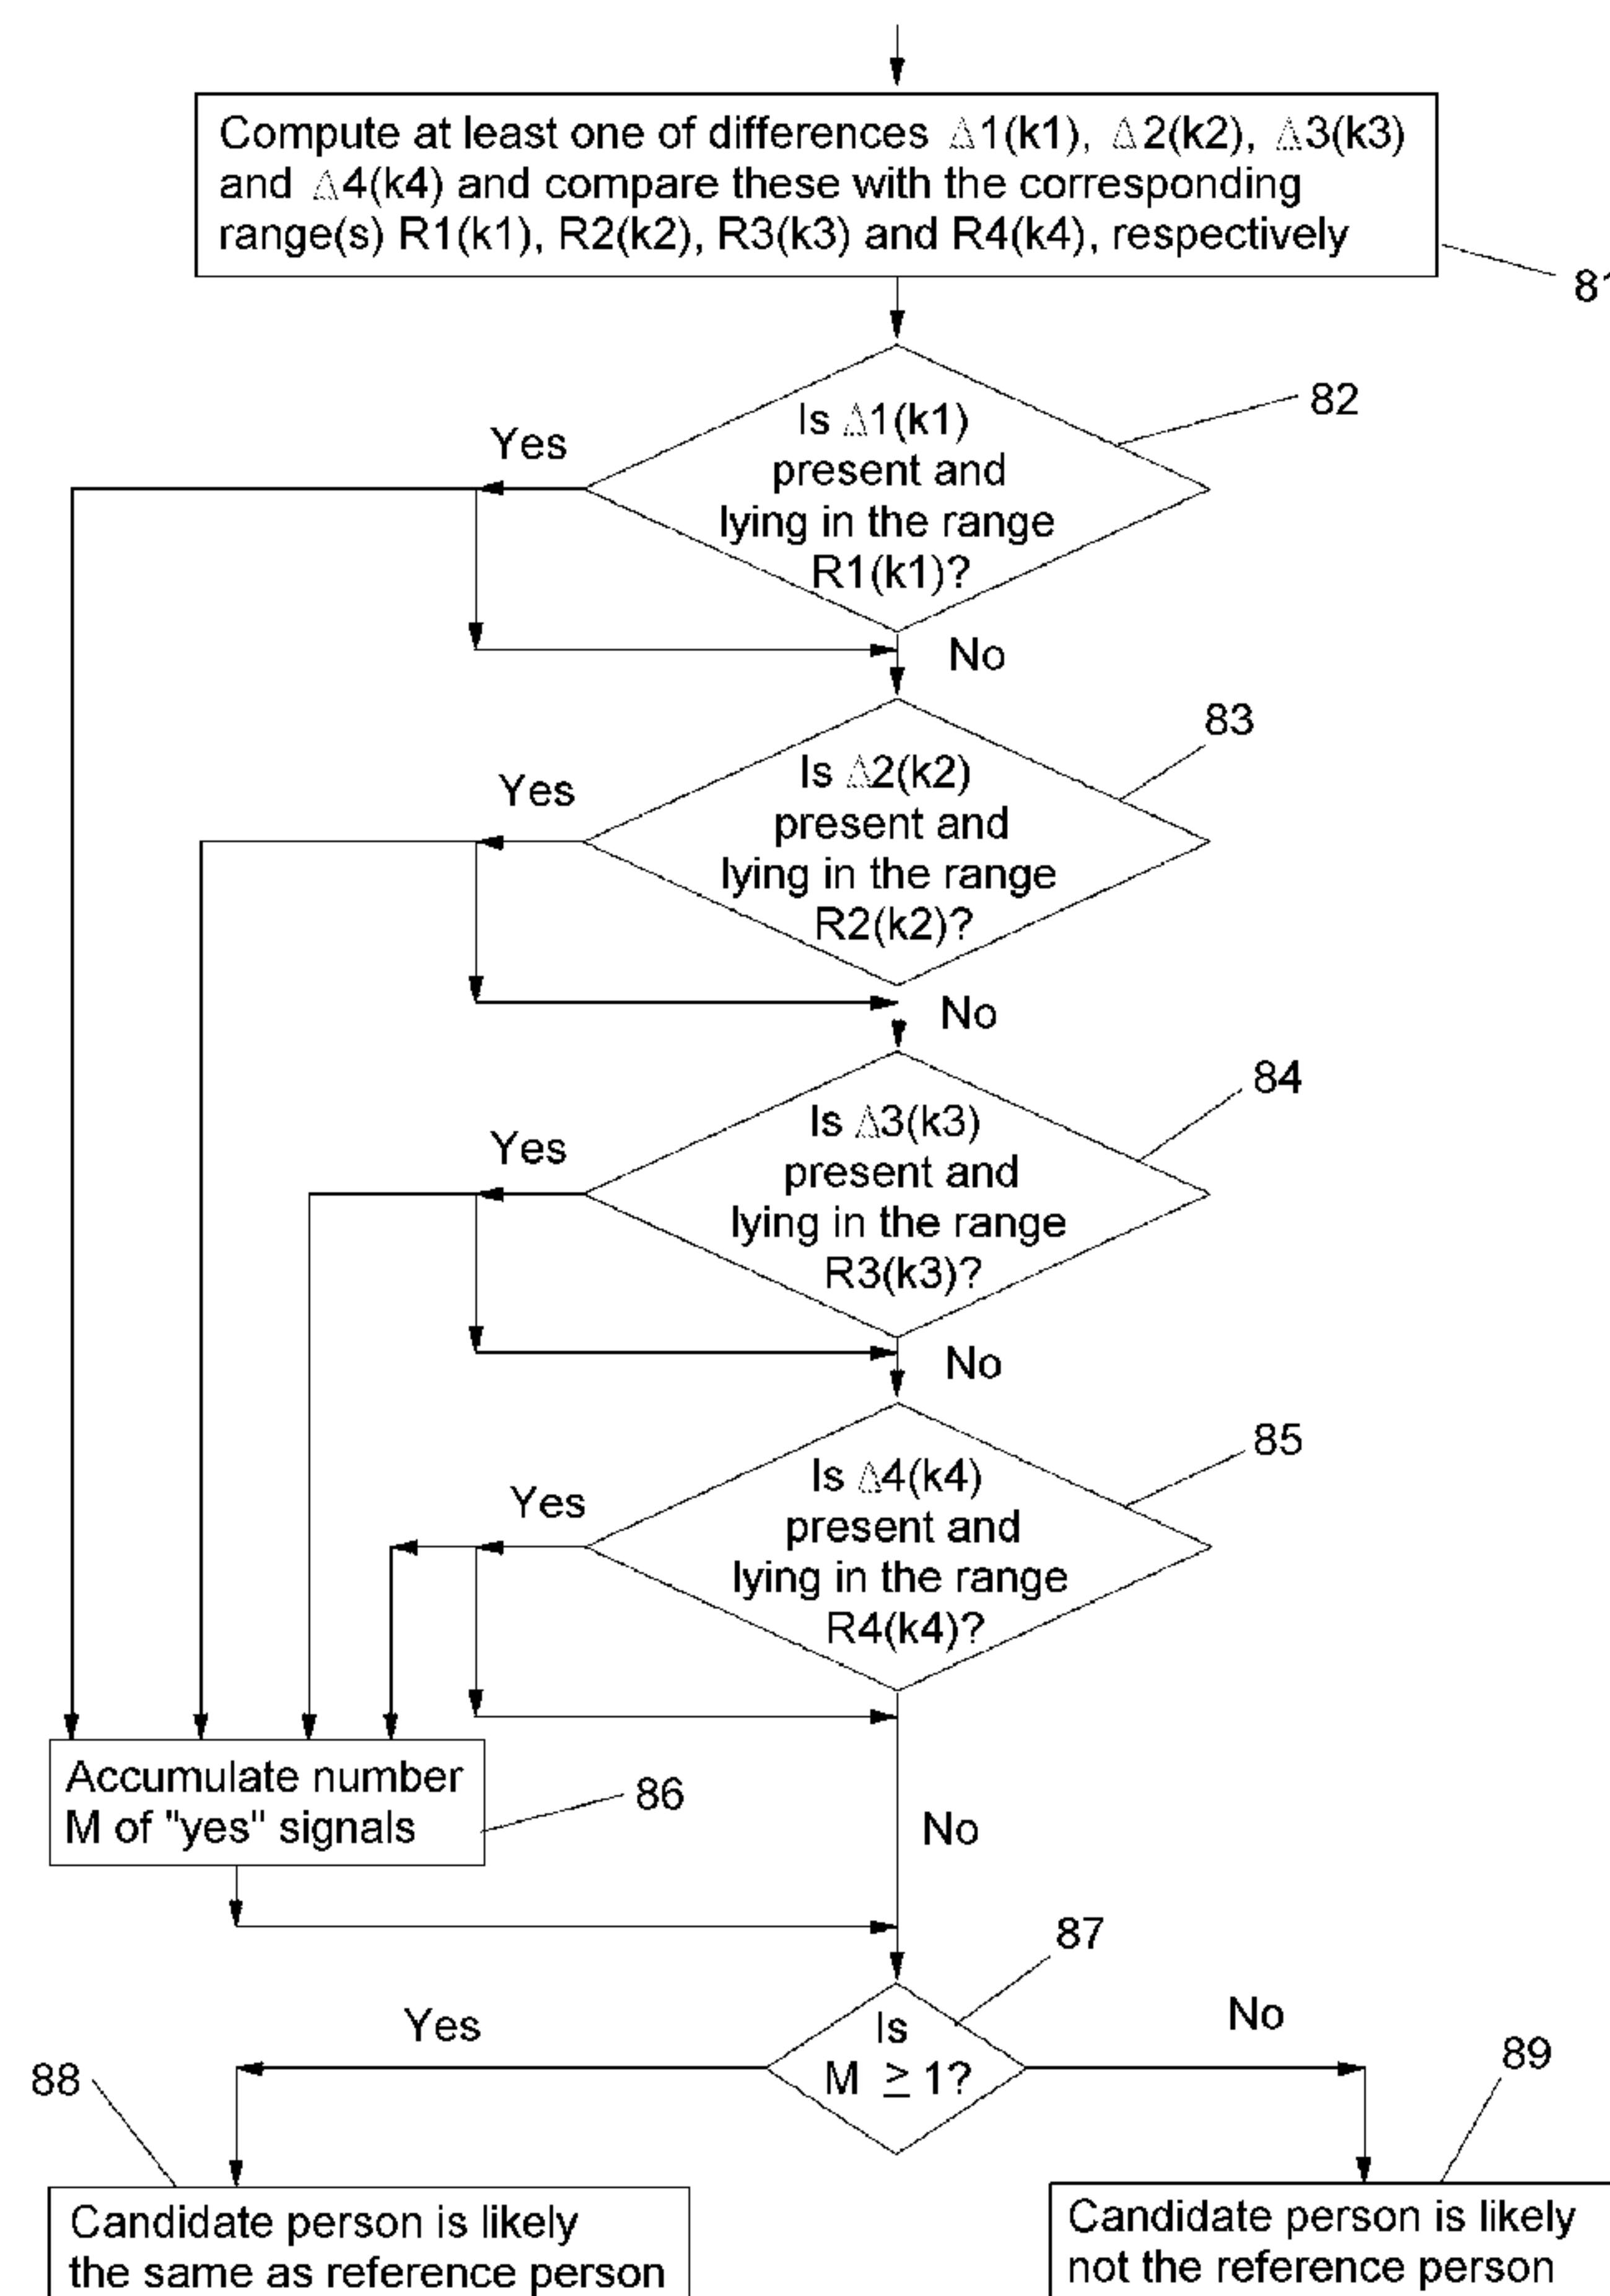 Compute at least one of differences Δ1(k1), Δ2(k2), Δ3(k3)
and Δ4(k4) and compare these with the corresponding
range(s) R1(k1), R2(k2), R3(k3) and R4(k4), respectively
81
Is Δ1(k1)
present and
lying in the range
R1(k1)?
82
Yes
No
Is Δ2(k2)
present and
lying in the range
R2(k2)?
83
Yes
No
Is Δ3(k3)
present and
lying in the range
R3(k3)?
84
Yes
No
Is Δ4(k4)
present and
lying in the range
R4(k4)?
85
Yes
Accumulate number
M of "yes" signals
86
No
87
Is
M ≥ 1?
Yes
No
88
89
Candidate person is likely
the same as reference person
Candidate person is likely
not the reference person